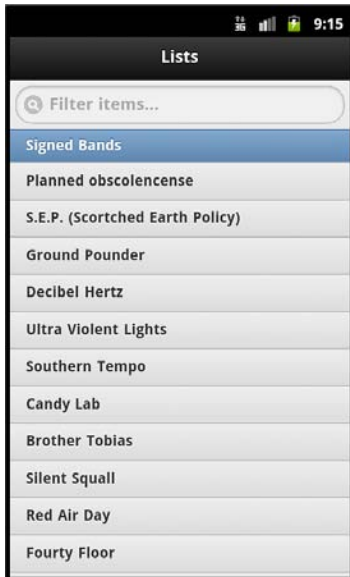 3G 9:15
Lists
Filter items...
Signed Bands
Planned obscolencense
S.E.P. (Scortched Earth Policy)
Ground Pounder
Decibel Hertz
Ultra Violent Lights
Southern Tempo
Candy Lab
Brother Tobias
Silent Squall
Red Air Day
Fourty Floor